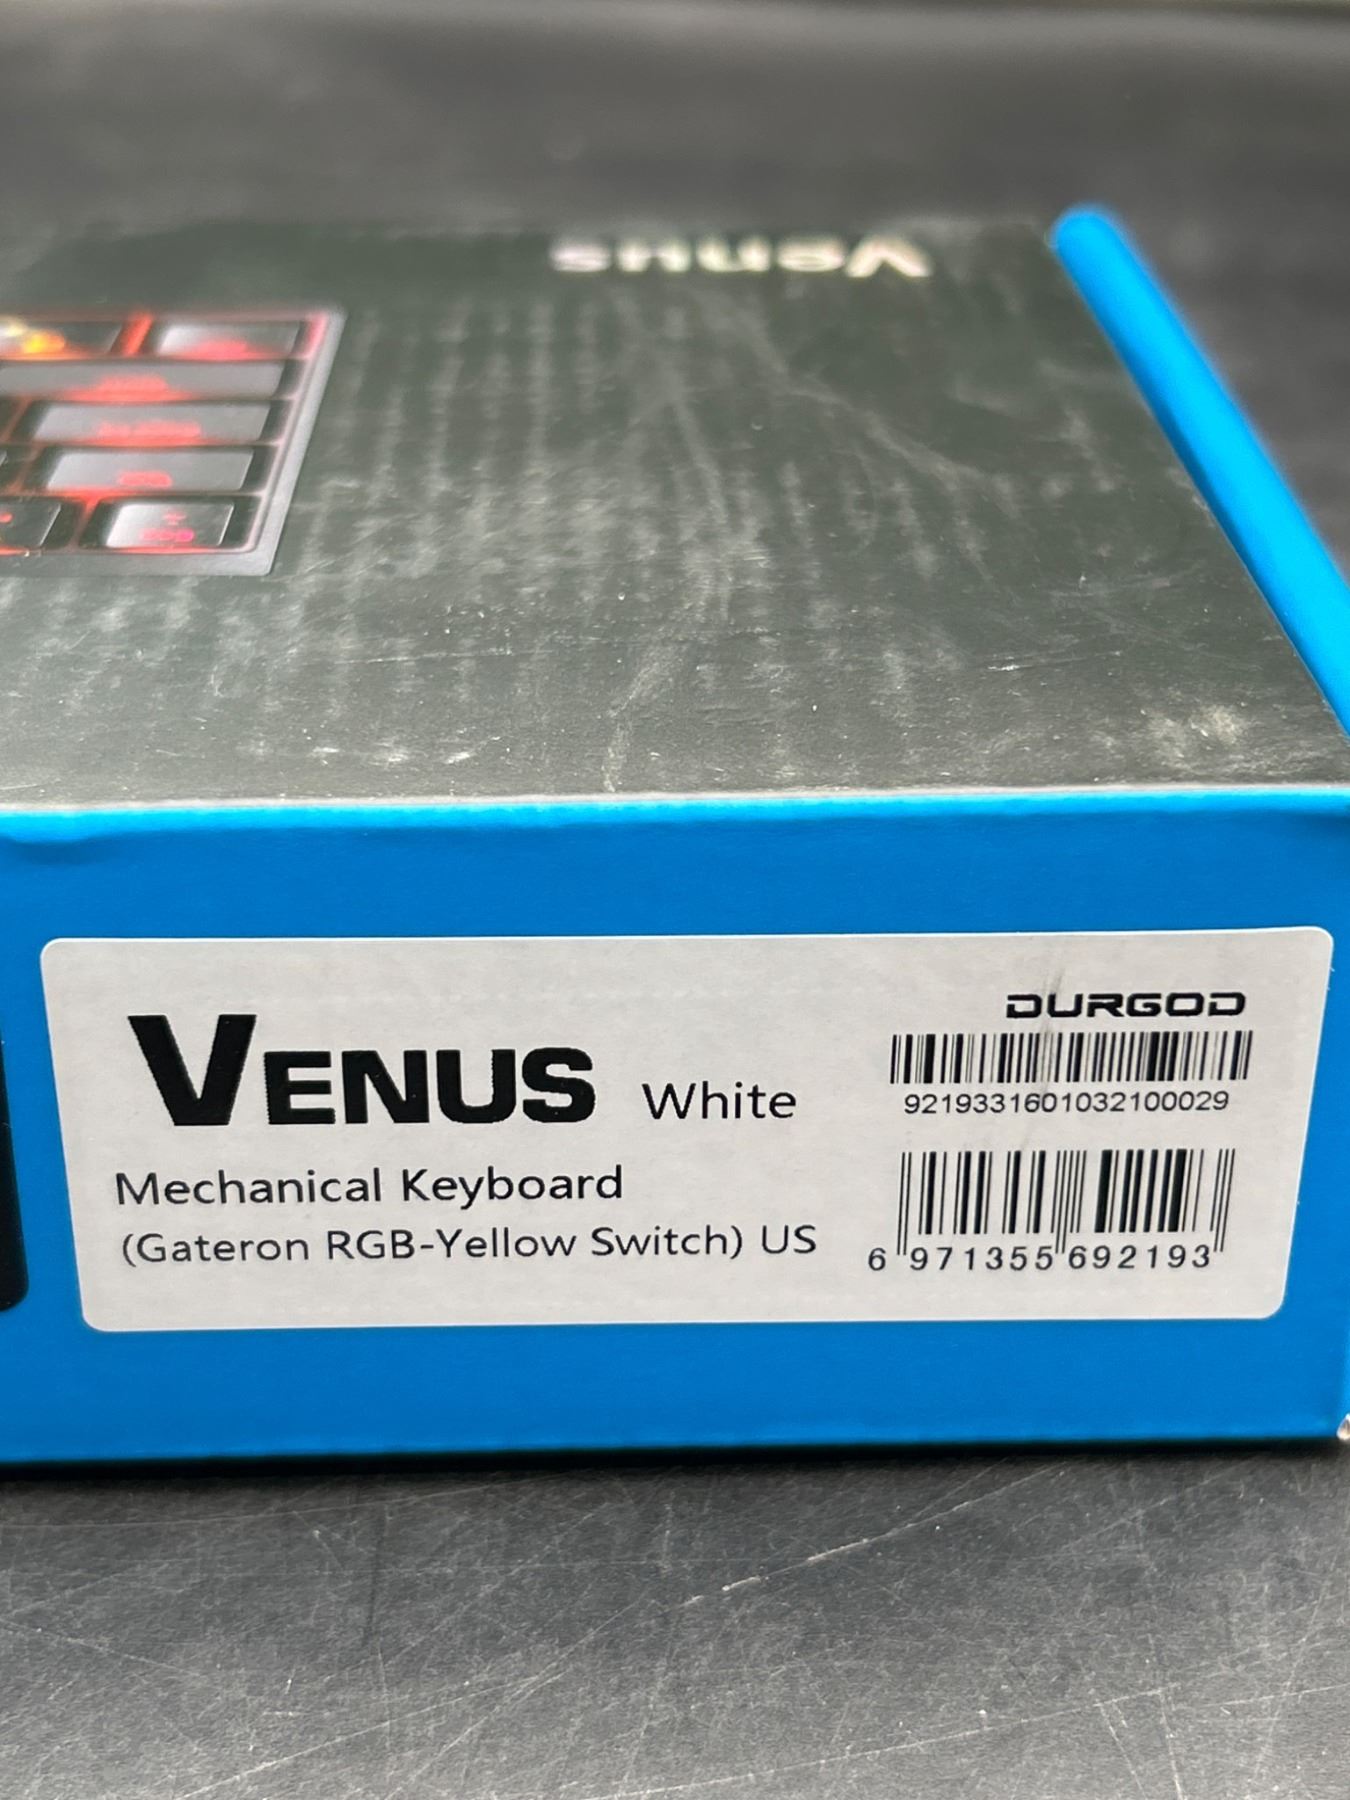 Venus
VENUS White
DURGOD
9219331601032100029
Mechanical Keyboard
(Gateron RGB-Yellow Switch) US
6 971355 692193